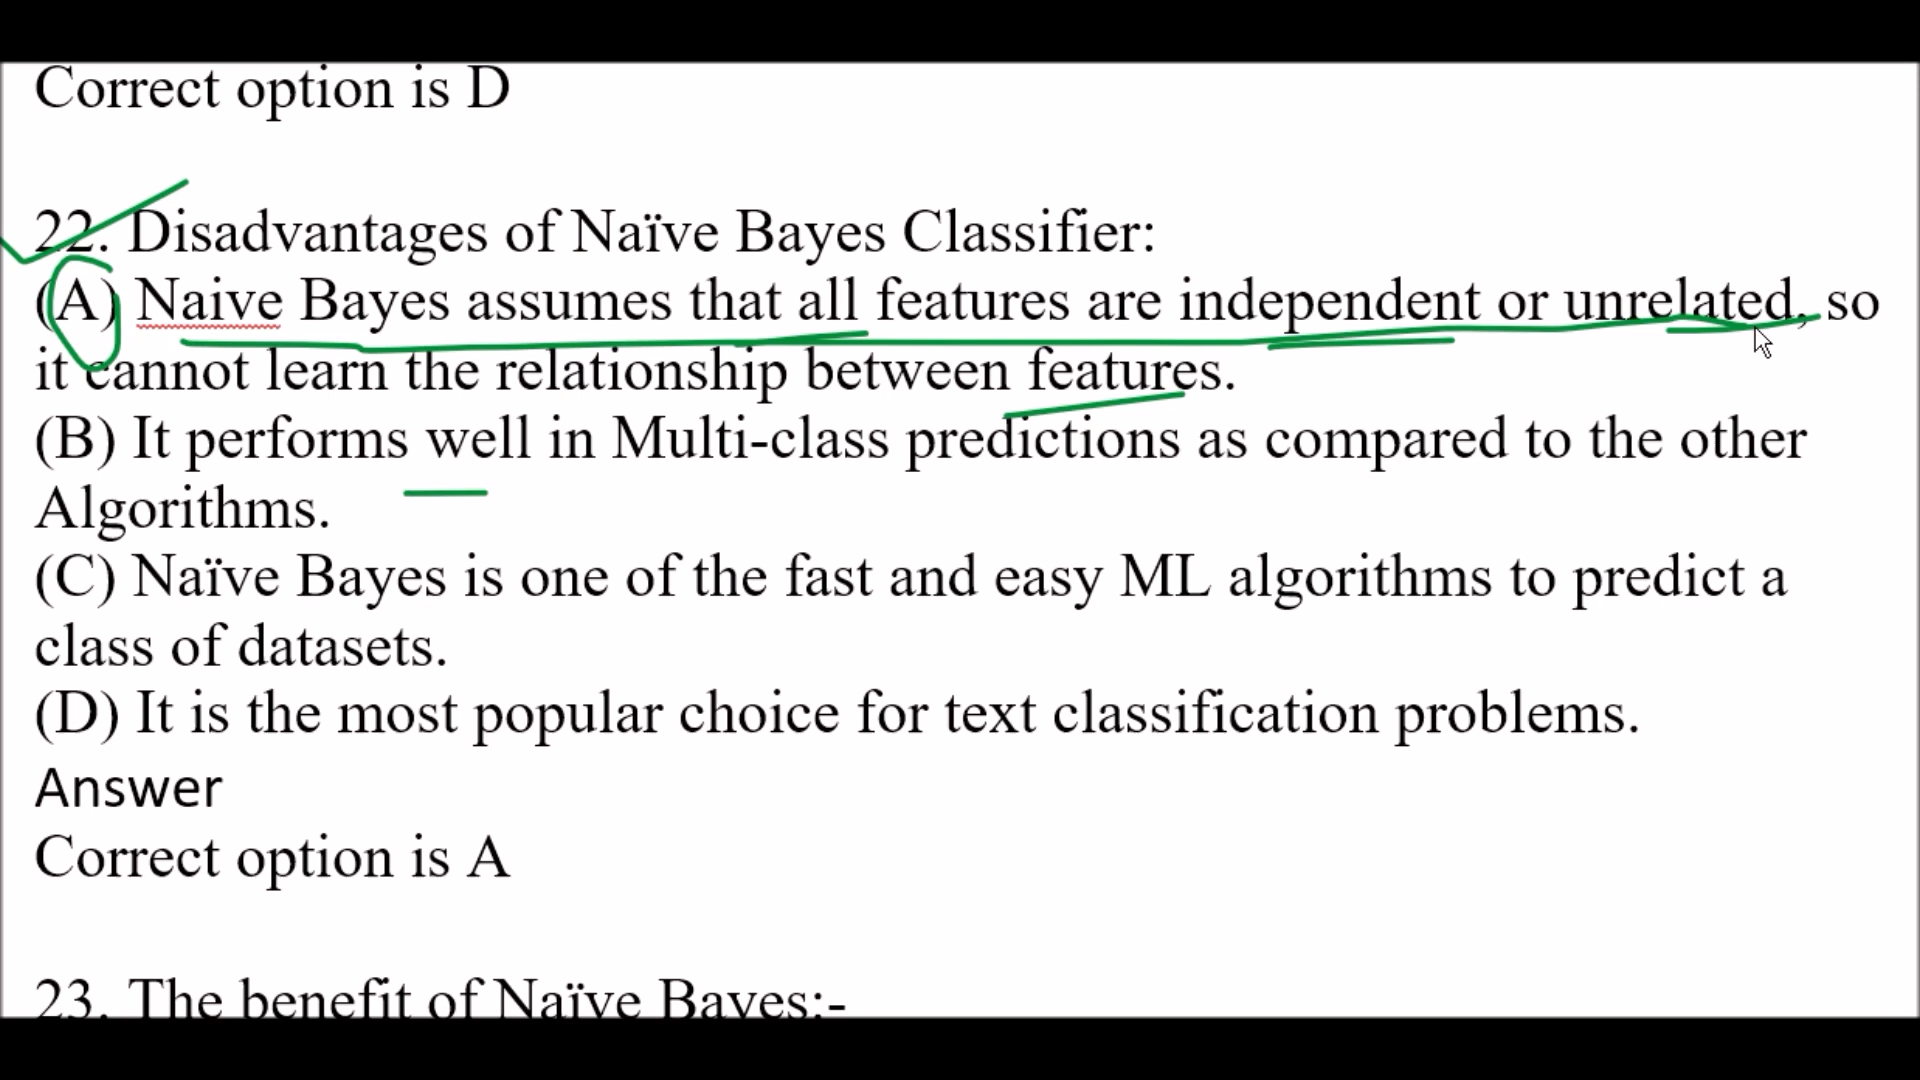 Correct option is D
22. Disadvantages of Naïve Bayes Classifier:
(A) Naive Bayes assumes that all features are independent or unrelated, so
it cannot learn the relationship between features.
(B) It performs well in Multi-class predictions as compared to the other
Algorithms.
(C) Naïve Bayes is one of the fast and easy ML algorithms to predict a
class of datasets.
(D) It is the most popular choice for text classification problems.
Answer
Correct option is A
23. The benefit of Naïve Bayes:-